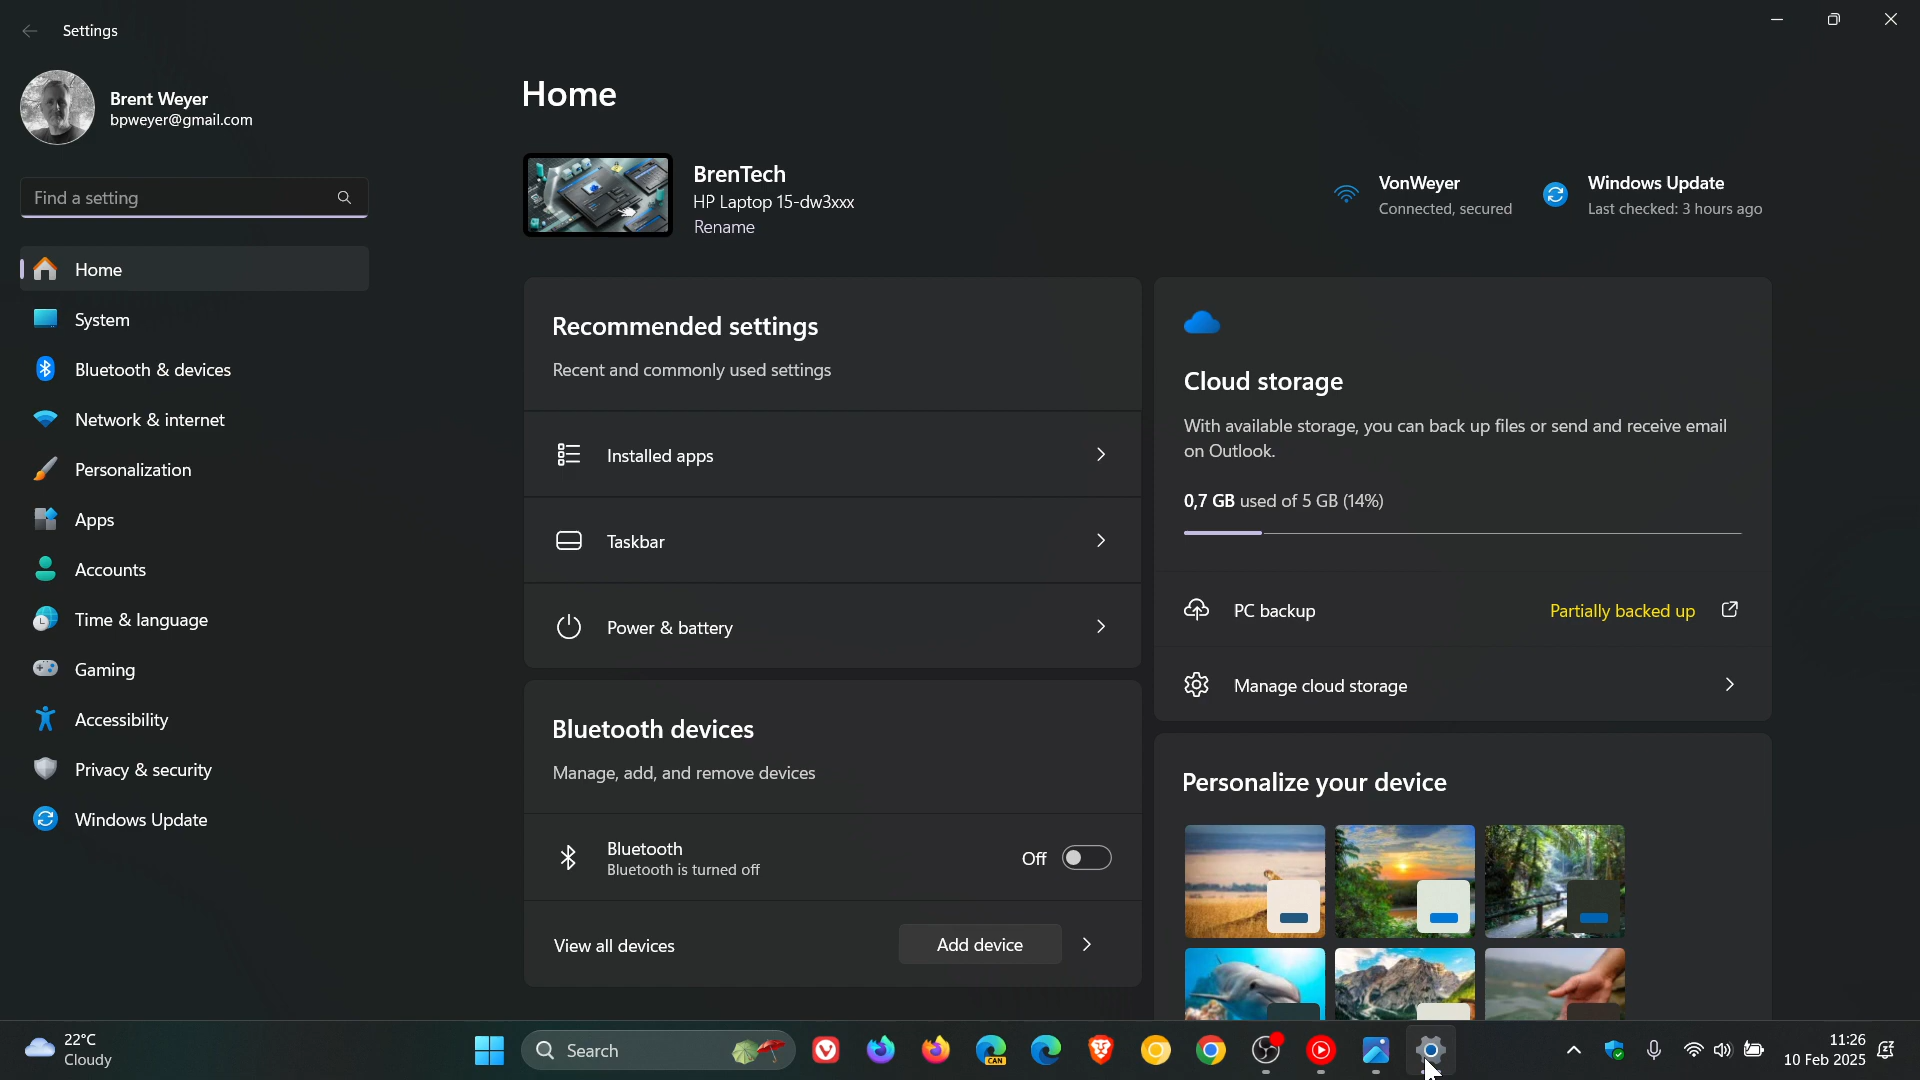 Settings
Brent Weyer
bpweyer@gmail.com
Find a setting
Home
System
Bluetooth & devices
Network & internet
Personalization
Apps
Accounts
Time & language
Gaming
Accessibility
Privacy & security
Windows Update
Home
BrenTech
HP Laptop 15-dw3xxx
Rename
VonWeyer
Connected, secured
Windows Update
Last checked: 3 hours ago
Recommended settings
Recent and commonly used settings
Installed apps
Taskbar
Power & battery
Bluetooth devices
Manage, add, and remove devices
Bluetooth
Bluetooth is turned off
Off
View all devices
Add device
Cloud storage
With available storage, you can back up files or send and receive email
on Outlook.
0,7 GB used of 5 GB (14%)
PC backup
Partially backed up
Manage cloud storage
Personalize your device
22°C
Cloudy
Search
CAN
11:26
10 Feb 2025